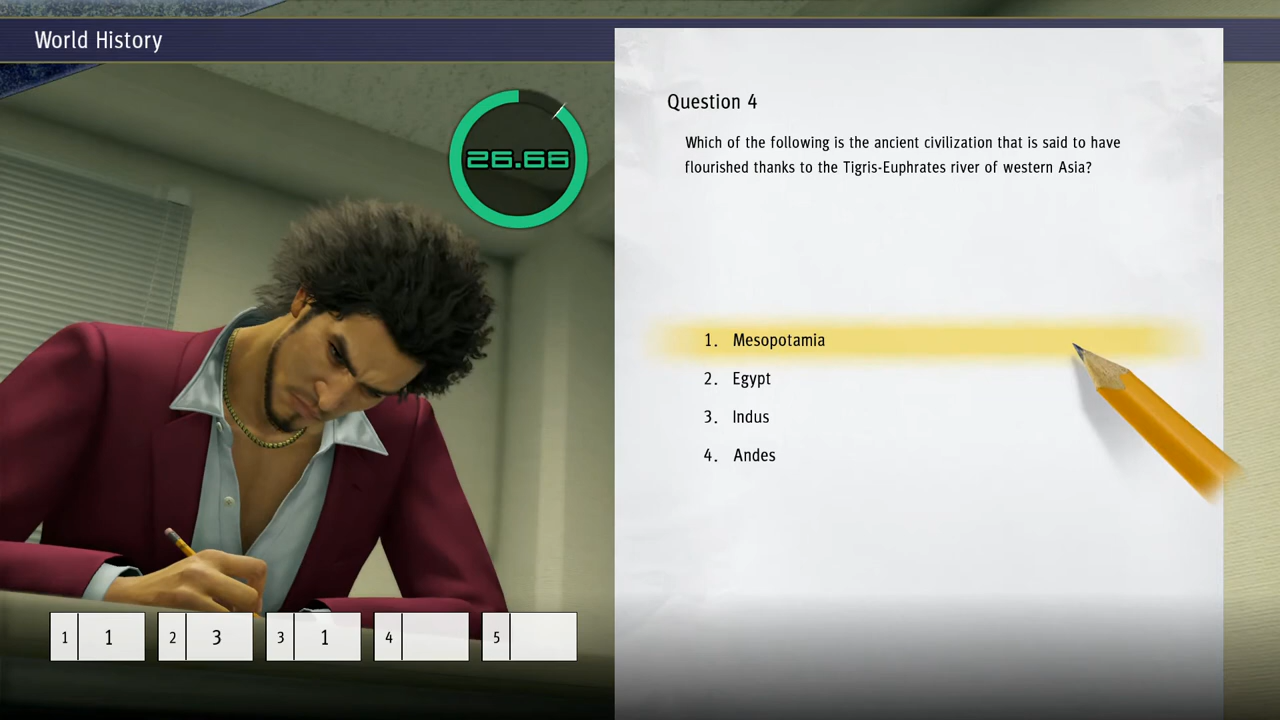 World History
26.66
Question 4
Which of the following is the ancient civilization that is said to have
flourished thanks to the Tigris-Euphrates river of western Asia?
1. Mesopotamia
2. Egypt
3. Indus
4. Andes
1 1 2 3 3 1 4 5